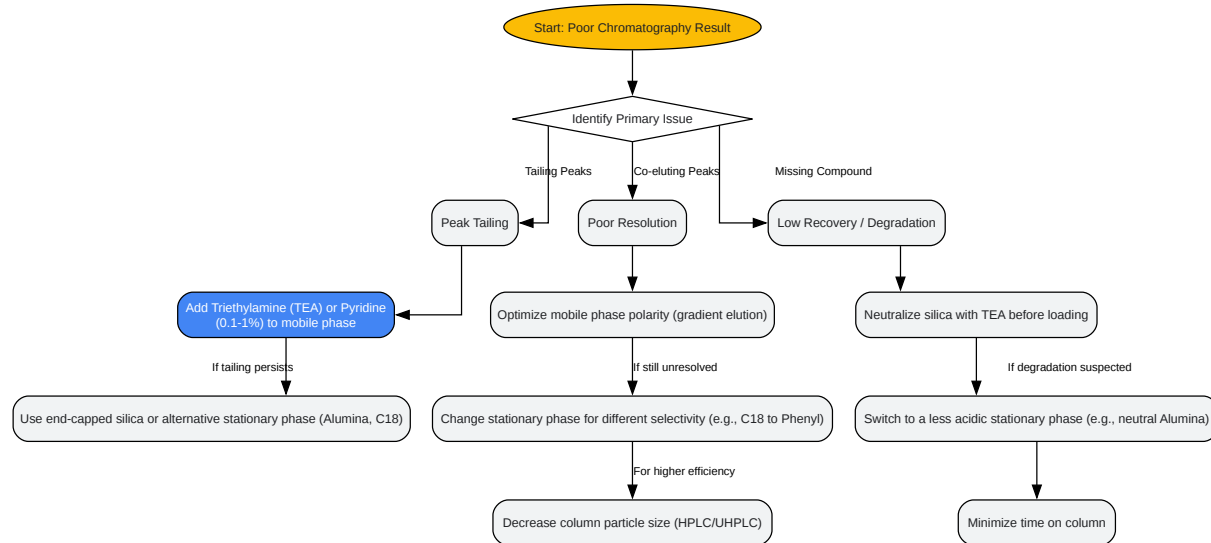 Start: Poor Chromatography Result
Identify Primary Issue
Tailing Peaks
Co-eluting Peaks
Missing Compound
Peak Tailing
Poor Resolution
Low Recovery / Degradation
Add Triethylamine (TEA) or Pyridine
(0.1-1%) to mobile phase
Optimize mobile phase polarity (gradient elution)
Neutralize silica with TEA before loading
If tailing persists
If still unresolved
If degradation suspected
Use end-capped silica or alternative stationary phase (Alumina, C18)
Change stationary phase for different selectivity (e.g., C18 to Phenyl)
Switch to a less acidic stationary phase (e.g., neutral Alumina)
For higher efficiency
Decrease column particle size (HPLC/UHPLC)
Minimize time on column